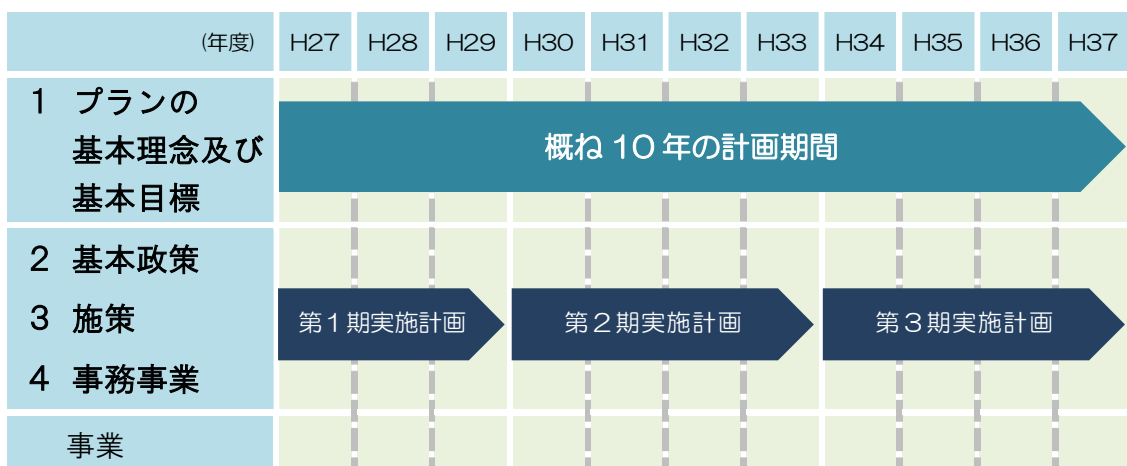 (年度) H27 H28 H29 H30 H31 H32 H33 H34 H35 H36 H37
1 プランの
基本理念及び
基本目標
概ね 10 年の計画期間
2 基本政策
3 施策
4 事務事業
第1期実施計画 第2期実施計画 第3期実施計画
事業